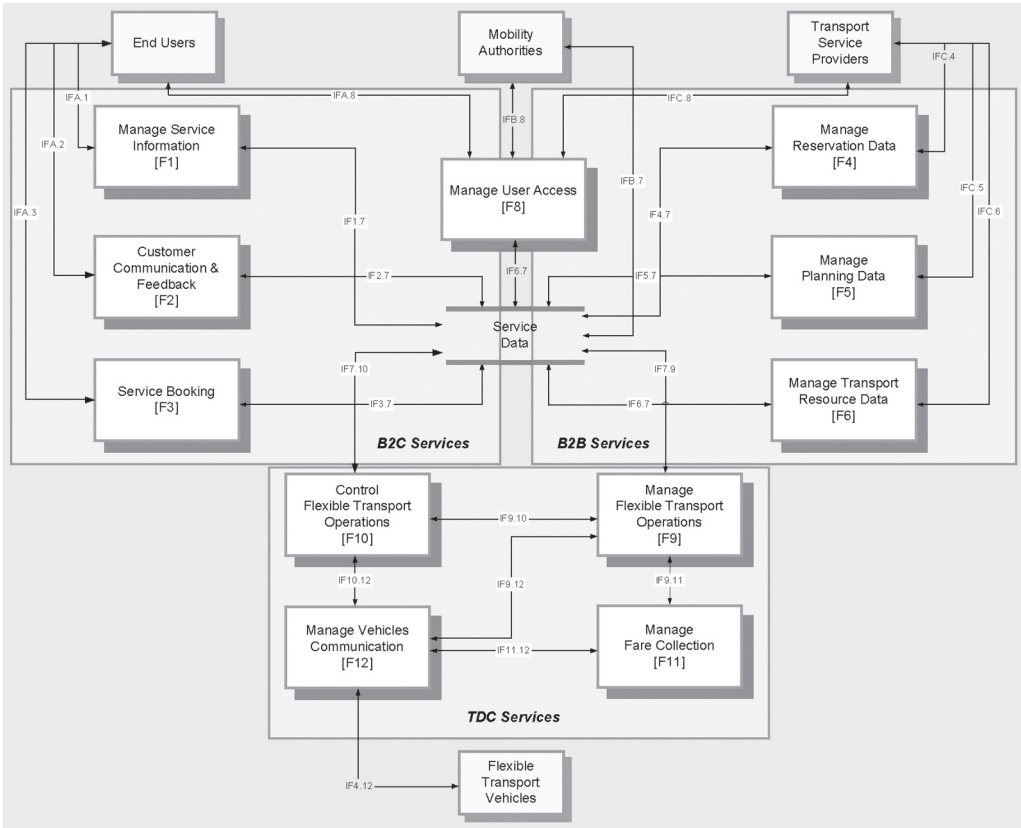 End Users
Mobility
Authorities
Transport
Service
Providers
IFC.4
IFA.1
IFA.8
IFC.8
IFB.8
IFA.2
Manage Service
Information
[F1]
Manage
Reservation Data
[F4]
Manage User Access
[F8]
IFB.7
IFC.5
IFC.6
IFA.3
IF1.7
IF4.7
Customer
Communication &
Feedback
[F2]
IF2.7
IF6.7
IF5.7
Manage
Planning Data
[F5]
Service
Data
IF7.10
IF7.9
Service Booking
[F3]
IF3.7
IF6.7
Manage Transport
Resource Data
[F6]
B2C Services
B2B Services
Control
Flexible Transport
Operations
[F10]
IF9.10
Manage
Flexible Transport
Operations
[F9]
IF10.12
IF9.12
IF9.11
Manage Vehicles
Communication
[F12]
IF11.12
Manage
Fare Collection
[F11]
TDC Services
IF4.12
Flexible
Transport
Vehicles